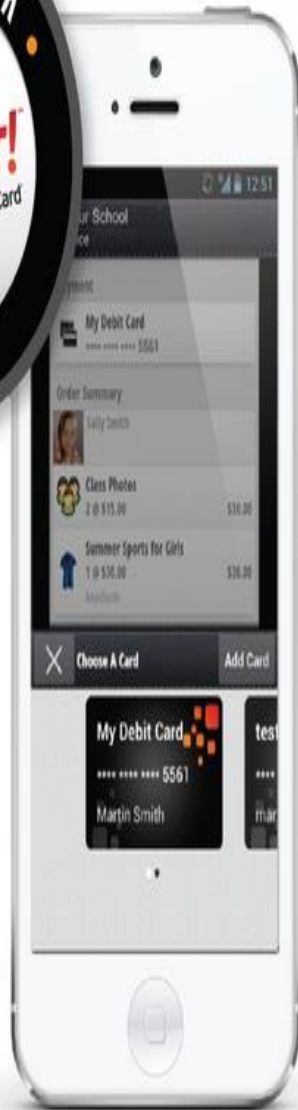 Card
12:51
ur School
My Debit Card
•••• •••• •••• 5561
Order Summary
Sally Smith
Class Photos
2 @ $15.00 $30.00
Summer Sports for Girls
1 @ $36.00 $36.00
Medium
Choose A Card Add Card
My Debit Card
•••• •••• •••• 5561
Martin Smith
test
••••
mar